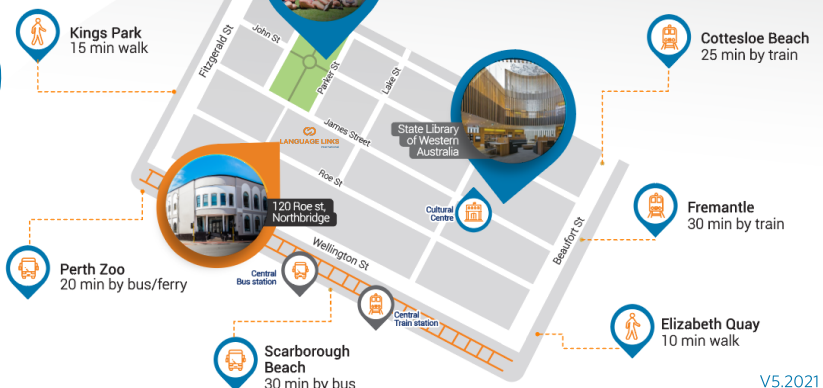 Kings Park
15 min walk
Fitzgerald St
John St
Parker St
Lake St
James Street
LANGUAGE LINKS
Roe St
State Library
of Western
Australia
Cottesloe Beach
25 min by train
120 Roe st,
Northbridge
Cultural
Centre
Beaufort St
Fremantle
30 min by train
Wellington St
Perth Zoo
20 min by bus/ferry
Central
Bus station
Central
Train station
Elizabeth Quay
10 min walk
Scarborough
Beach
30 min by bus
V5.2021